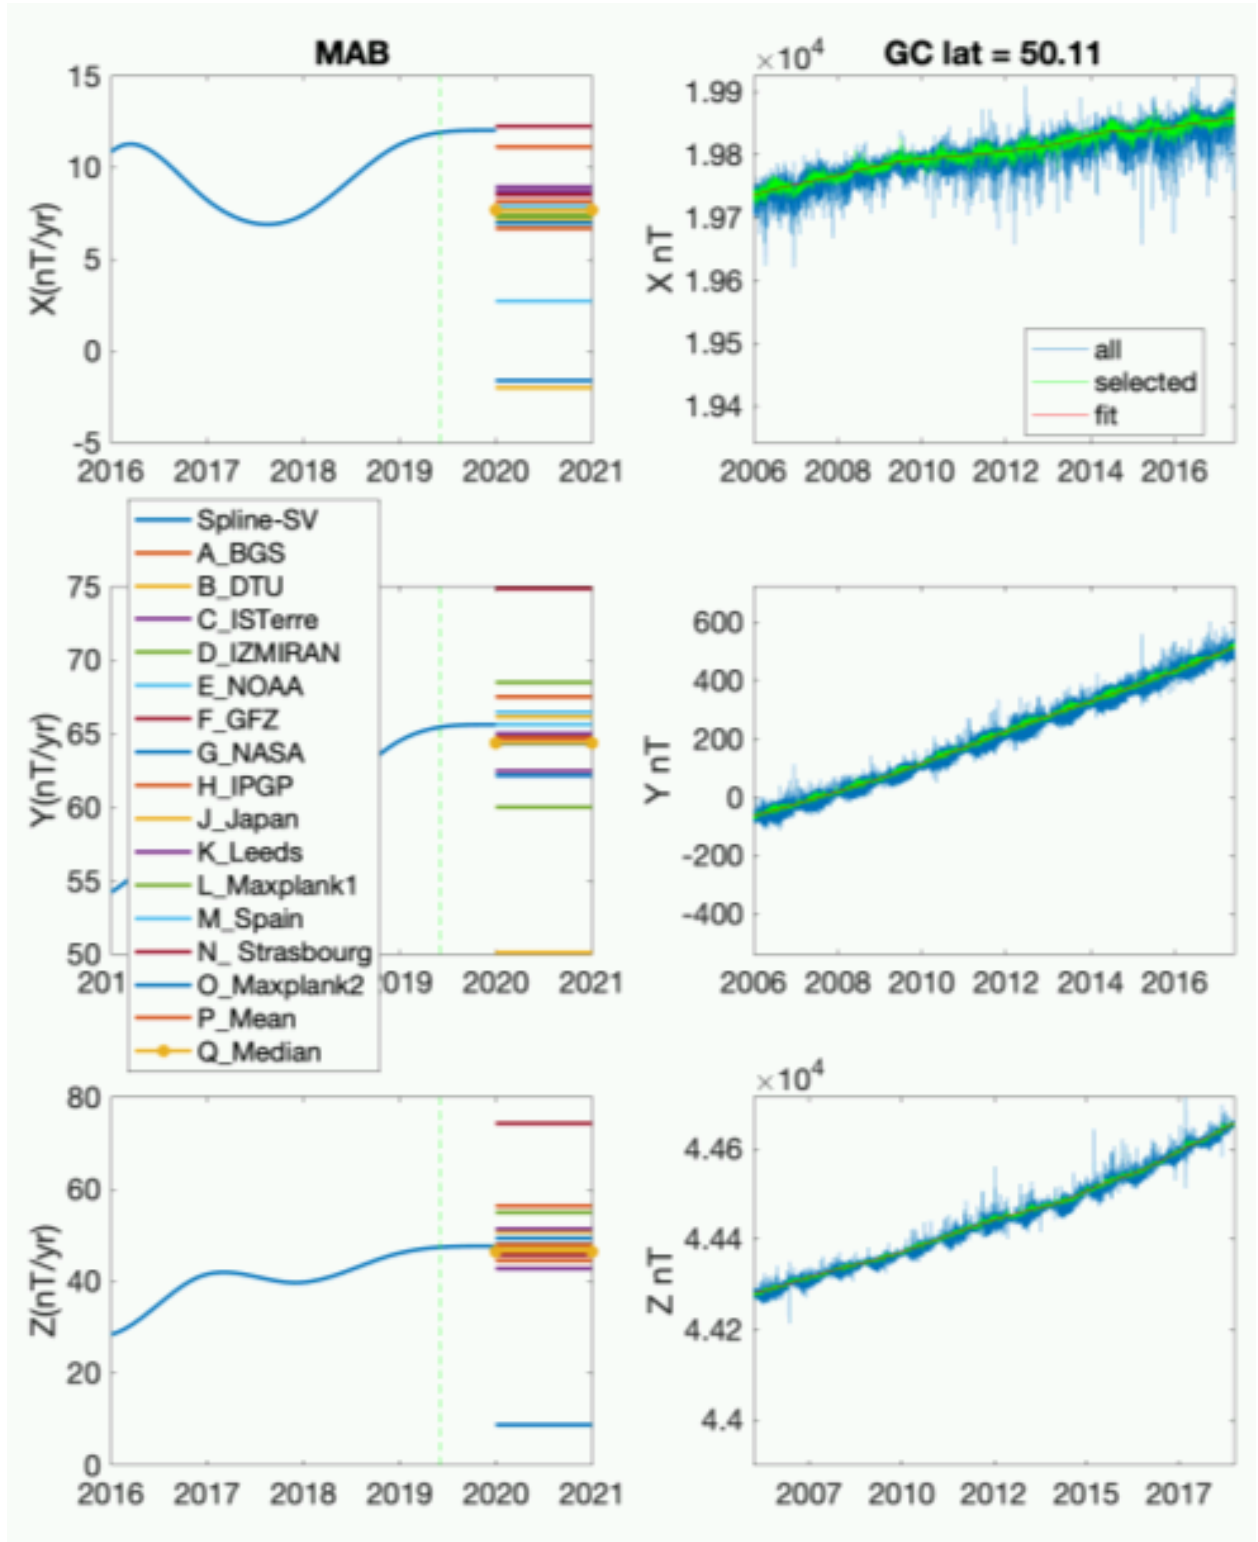 MAB
15
10
5
0
-5
X(nT/yr)
2016 2017 2018 2019 2020 2021
GC lat = 50.11
×10⁴
1.99
1.98
1.97
1.96
1.95
1.94
X nT
all
selected
fit
2006 2008 2010 2012 2014 2016
75
70
65
60
55
50
Y(nT/yr)
201 019 2020 2021
Spline-SV
A_BGS
B_DTU
C_ISTerre
D_IZMIRAN
E_NOAA
F_GFZ
G_NASA
H_IPGP
J_Japan
K_Leeds
L_Maxplank1
M_Spain
N_ Strasbourg
O_Maxplank2
P_Mean
Q_Median
600
400
200
0
-200
-400
Y nT
2006 2008 2010 2012 2014 2016
80
60
40
20
0
Z(nT/yr)
2016 2017 2018 2019 2020 2021
×10⁴
4.46
4.44
4.42
4.4
Z nT
2007 2010 2012 2015 2017